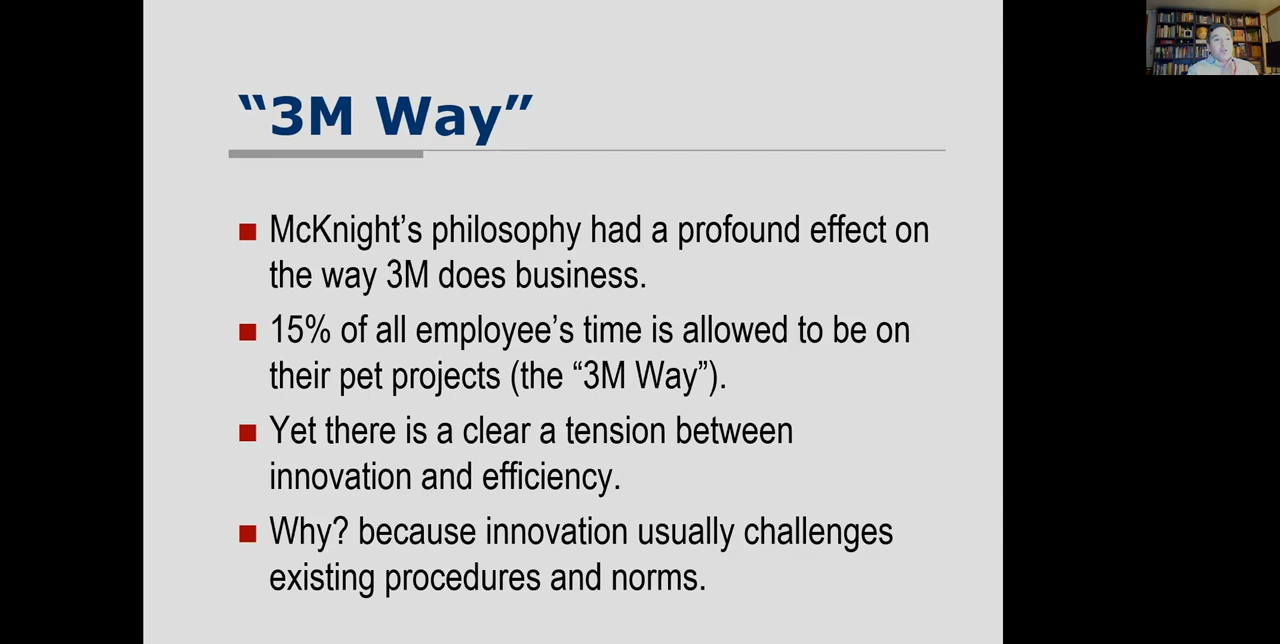 “3M Way”
McKnight’s philosophy had a profound effect on
the way 3M does business.
15% of all employee’s time is allowed to be on
their pet projects (the “3M Way”).
Yet there is a clear a tension between
innovation and efficiency.
Why? because innovation usually challenges
existing procedures and norms.